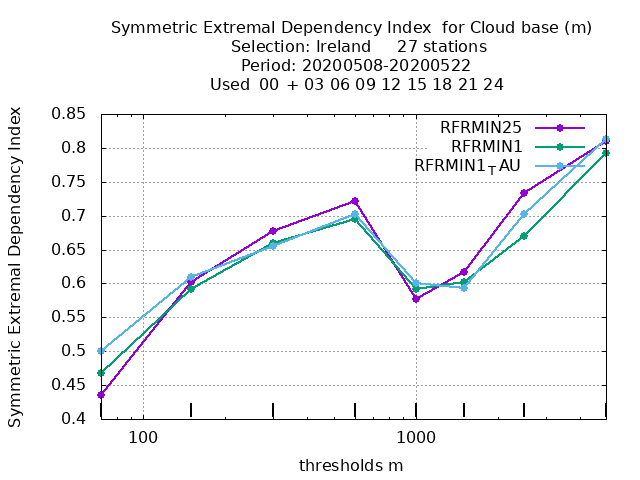 Symmetric Extremal Dependency Index for Cloud base (m)
Selection: Ireland 27 stations
Period: 20200508-20200522
Used 00 + 03 06 09 12 15 18 21 24
Symmetric Extremal Dependency Index
0.85
0.8
0.75
0.7
0.65
0.6
0.55
0.5
0.45
0.4
RFRMIN25
RFRMIN1
RFRMIN1TAU
100 1000
thresholds m